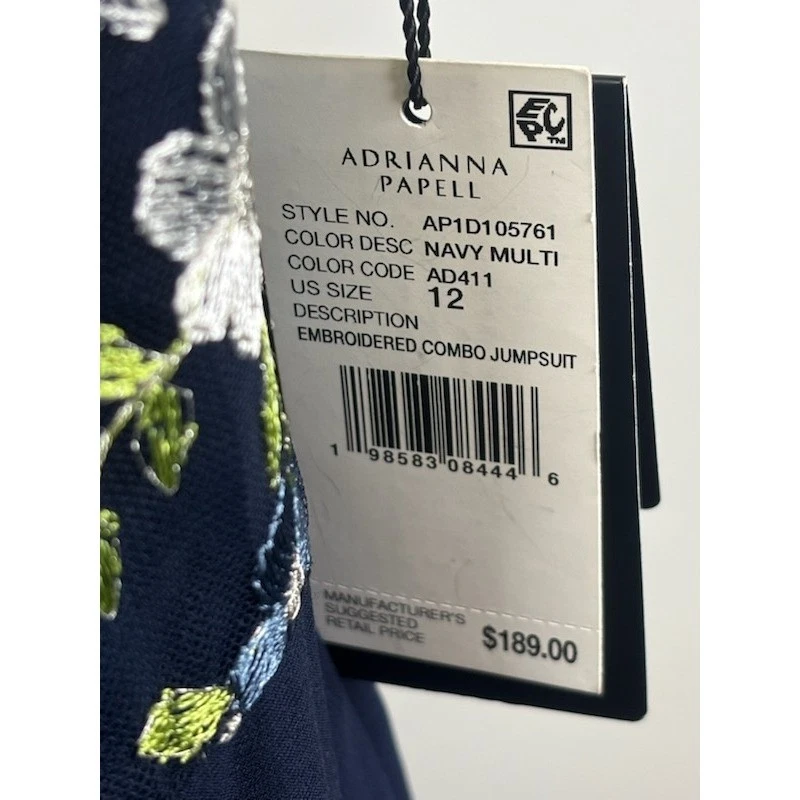 EPC™
ADRIANNA
PAPELL
STYLE NO. AP1D105761
COLOR DESC NAVY MULTI
COLOR CODE AD411
US SIZE 12
DESCRIPTION
EMBROIDERED COMBO JUMPSUIT
1 98583 08444 6
MANUFACTURER'S
SUGGESTED
RETAIL PRICE $189.00